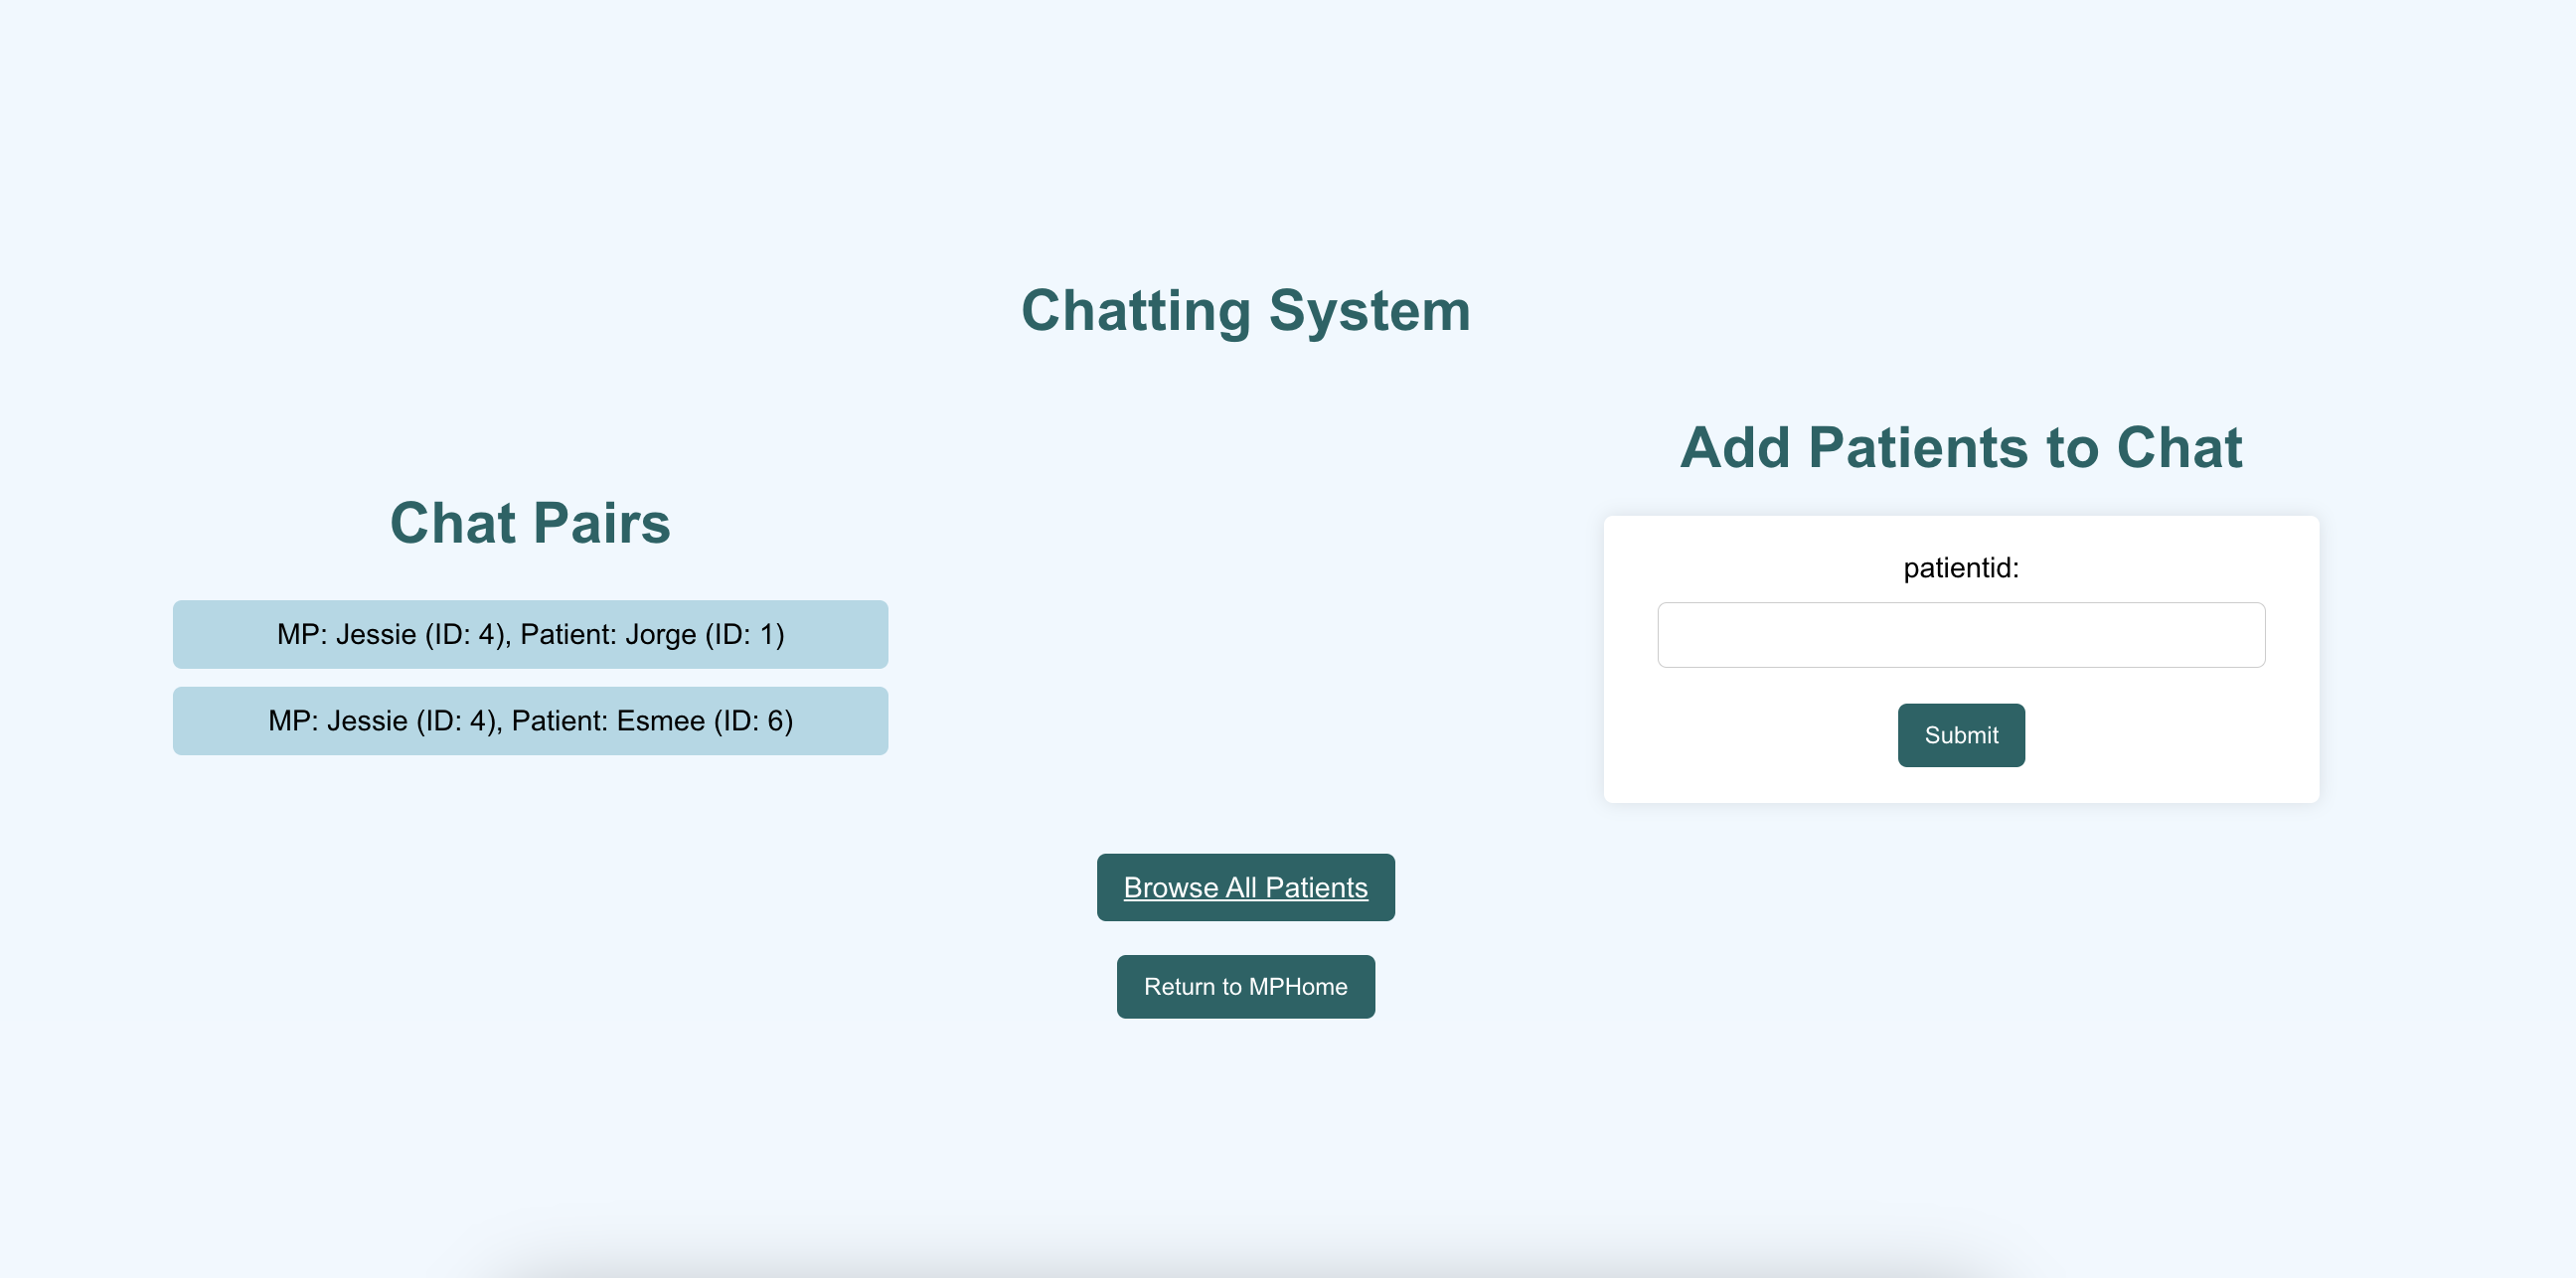 Chatting System
Chat Pairs
MP: Jessie (ID: 4), Patient: Jorge (ID: 1)
MP: Jessie (ID: 4), Patient: Esmee (ID: 6)
Add Patients to Chat
patientid:
Submit
Browse All Patients
Return to MPHome